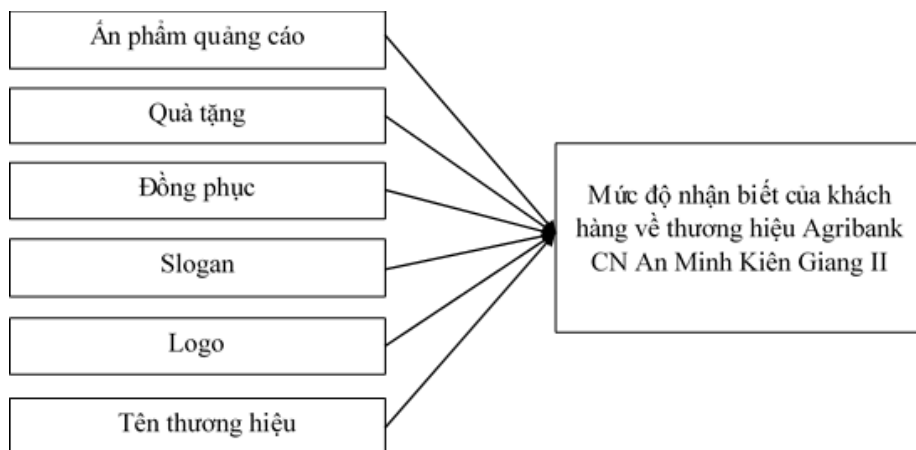 Ấn phẩm quảng cáo
Quà tặng
Đồng phục
Slogan
Logo
Tên thương hiệu
Mức độ nhận biết của khách
hàng về thương hiệu Agribank
CN An Minh Kiên Giang II